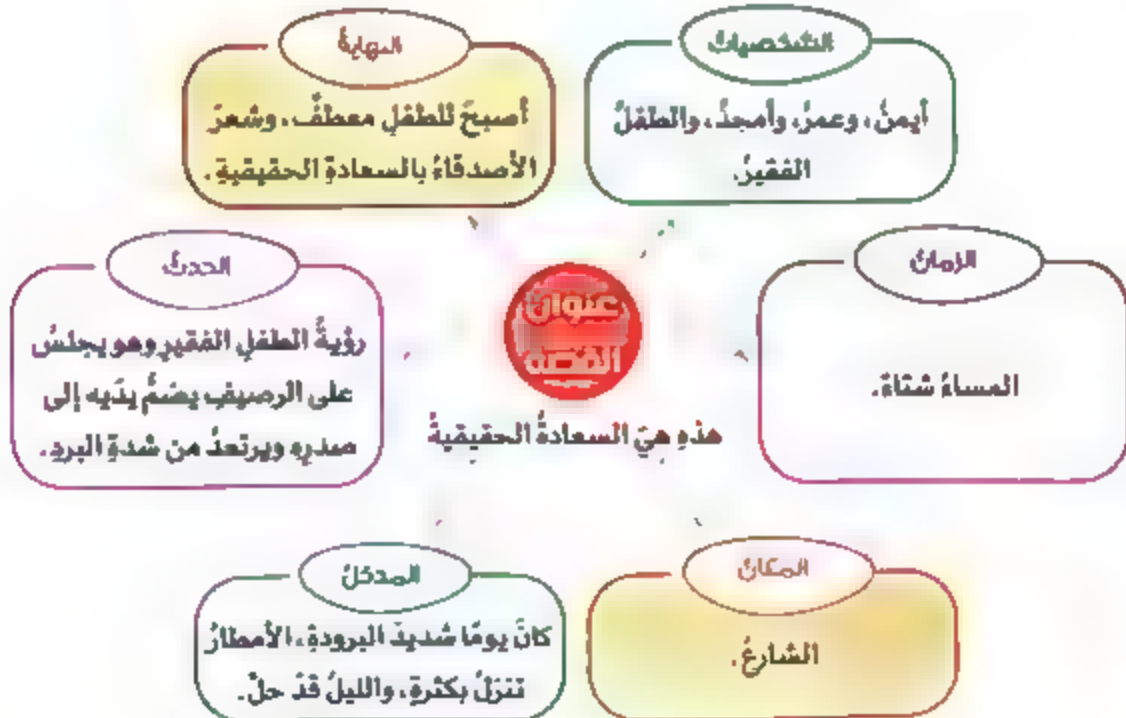 الشخصياتُ
أيمنُ، وعمرُ، وأمجدُ، والطفلُ
الفقيرُ.
النهايةُ
أصبحَ للطفلِ معطفٌ، وشعرَ
الأصدقاءُ بالسعادةِ الحقيقيةِ.
الزمانُ
المساءُ شتاءً.
عنوانُ
القصة
هذهِ هيَ السعادةُ الحقيقيةُ
الحدثُ
رؤيةُ الطفلِ الفقيرِ وهو يجلسُ
على الرصيفِ يضمُّ يدَيه إلى
صدرِه ويرتعدُ من شدةِ البردِ.
المكانُ
الشارعُ.
المدخلُ
كانَ يومًا شديدَ البرودةِ، الأمطارُ
تنزلُ بكثرةٍ، والليلُ قدْ حلَّ.